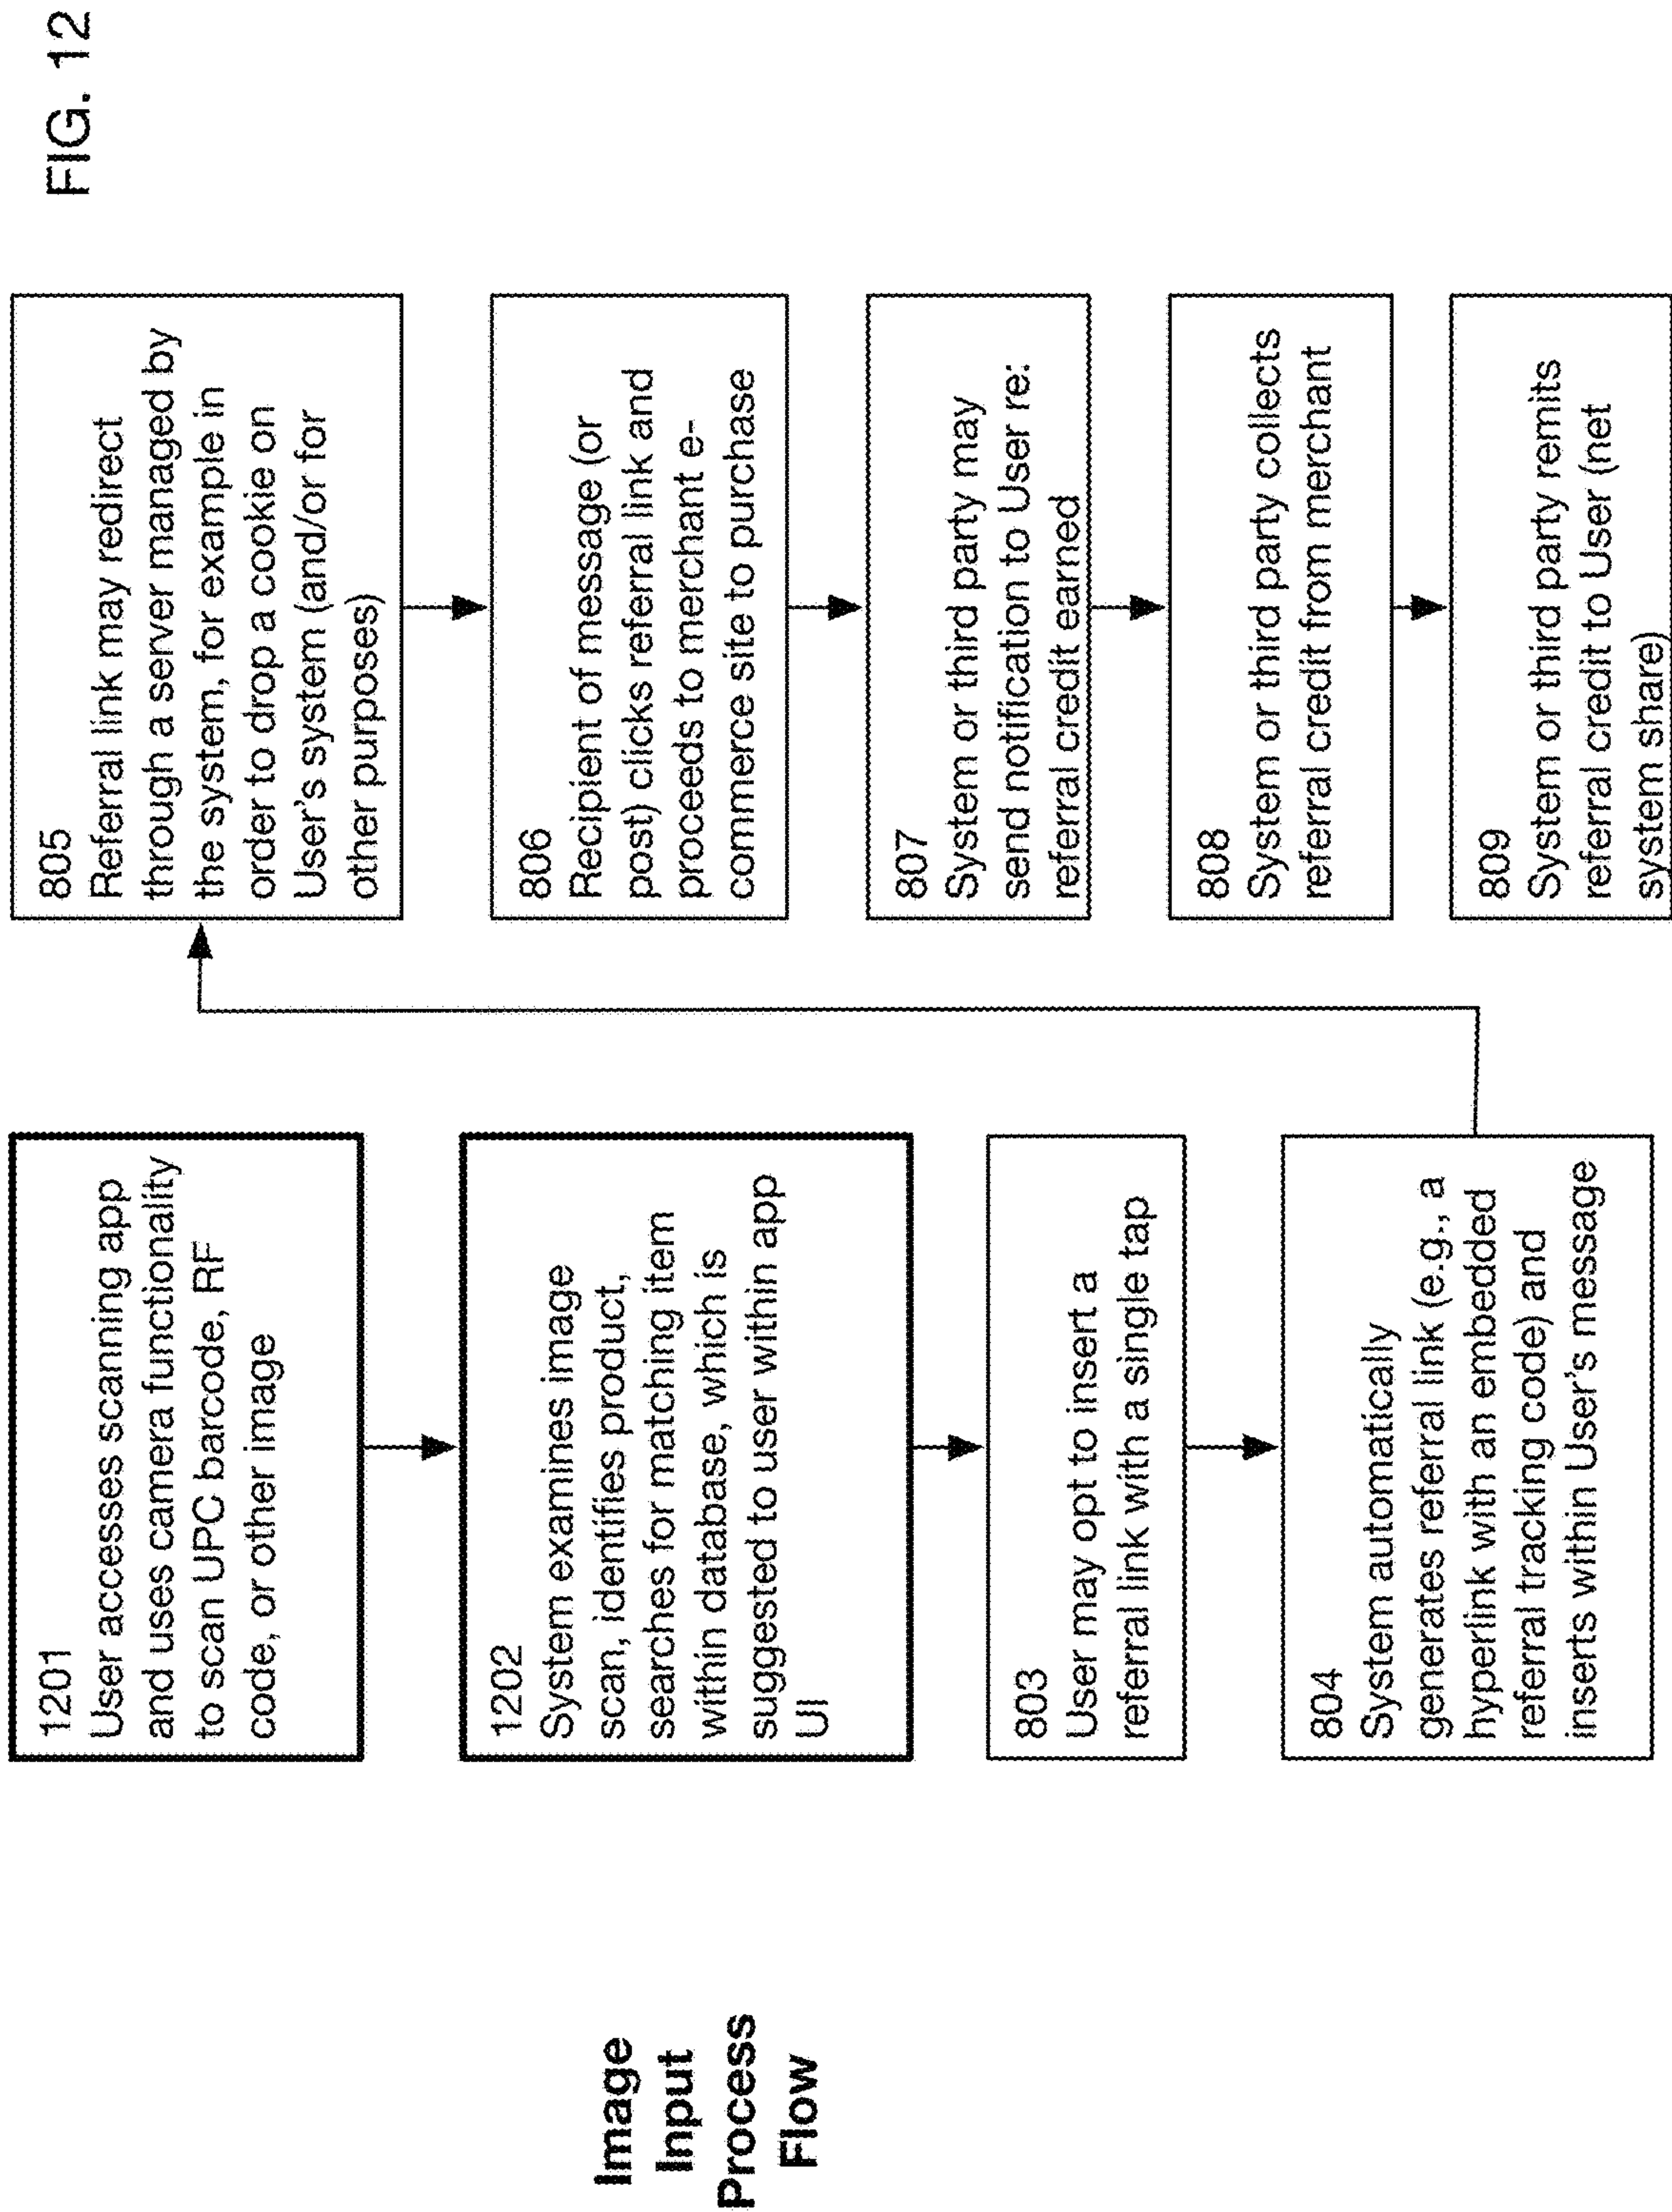 FIG. 12
Image
Input
Process
Flow
1201
User accesses scanning app
and uses camera functionality
to scan UPC barcode, RF
code, or other image
1202
System examines image
scan, identifies product,
searches for matching item
within database, which is
suggested to user within app
UI
803
User may opt to insert a
referral link with a single tap
804
System automatically
generates referral link (e.g., a
hyperlink with an embedded
referral tracking code) and
inserts within User's message
805
Referral link may redirect
through a server managed by
the system, for example in
order to drop a cookie on
User's system (and/or for
other purposes)
806
Recipient of message (or
post) clicks referral link and
proceeds to merchant e-
commerce site to purchase
807
System or third party may
send notification to User re:
referral credit earned
808
System or third party collects
referral credit from merchant
809
System or third party remits
referral credit to User (net
system share)